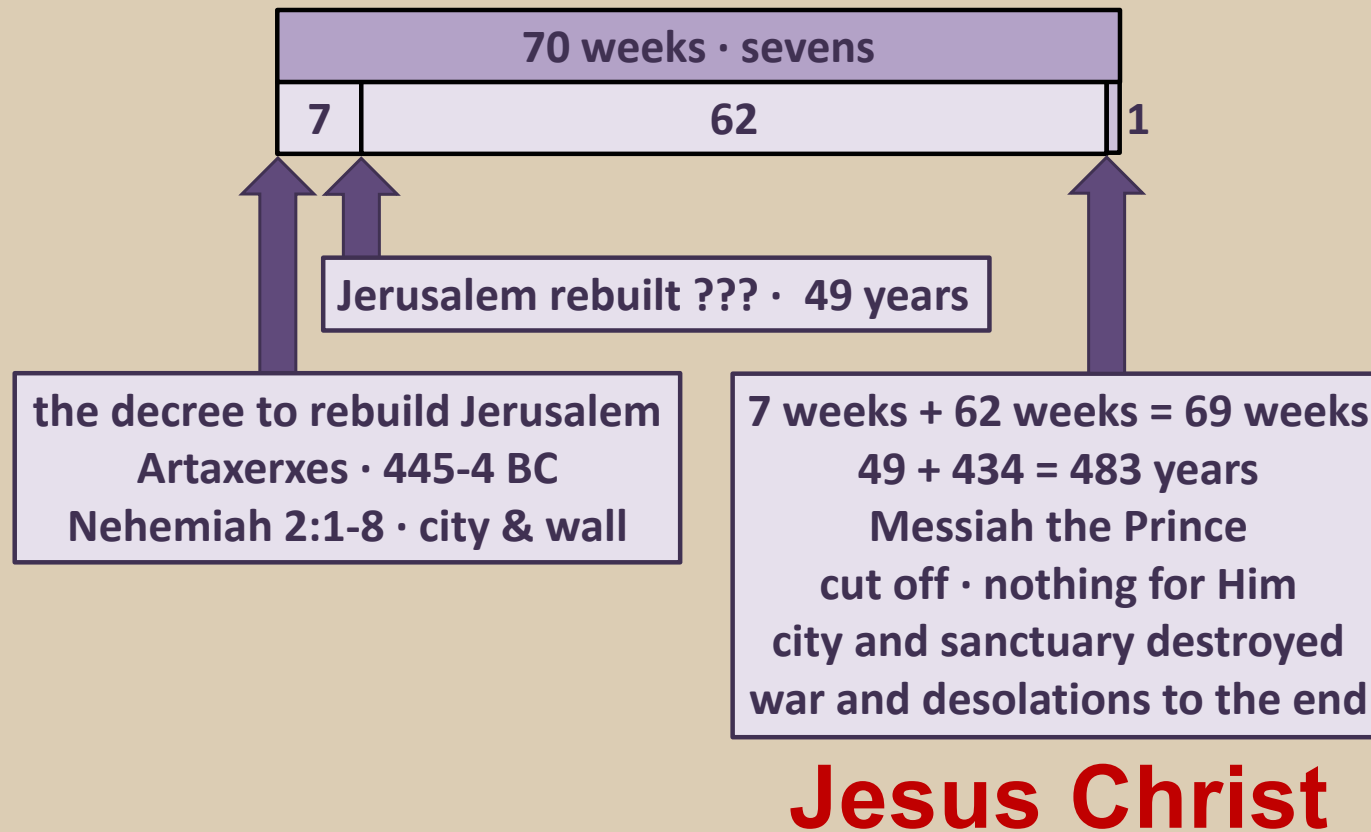 70 weeks · sevens
7 62 1
Jerusalem rebuilt ??? · 49 years
the decree to rebuild Jerusalem
Artaxerxes · 445-4 BC
Nehemiah 2:1-8 · city & wall
7 weeks + 62 weeks = 69 weeks
49 + 434 = 483 years
Messiah the Prince
cut off · nothing for Him
city and sanctuary destroyed
war and desolations to the end
Jesus Christ